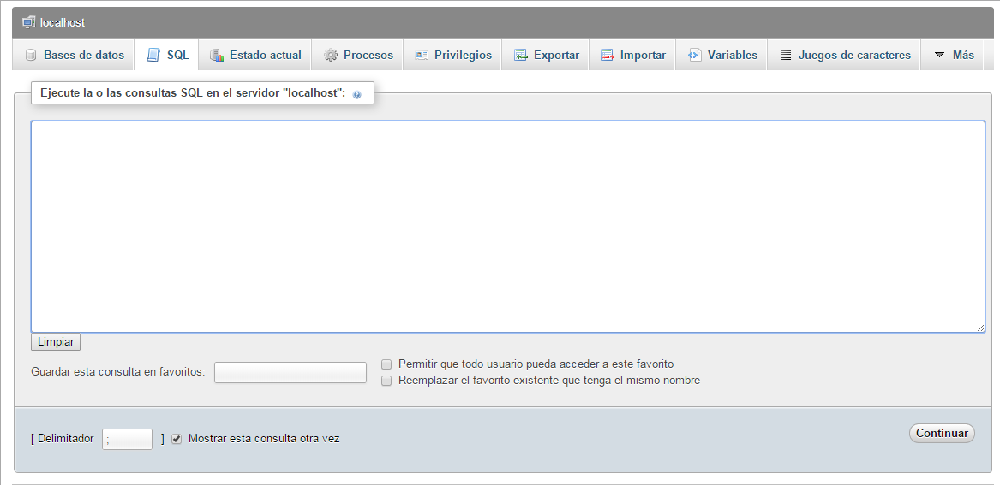 localhost
Bases de datos SQL Estado actual Procesos Privilegios Exportar Importar Variables Juegos de caracteres Más
Ejecute la o las consultas SQL en el servidor "localhost":
Limpiar
Guardar esta consulta en favoritos:
Permitir que todo usuario pueda acceder a este favorito
Reemplazar el favorito existente que tenga el mismo nombre
[ Delimitador ; ] Mostrar esta consulta otra vez
Continuar